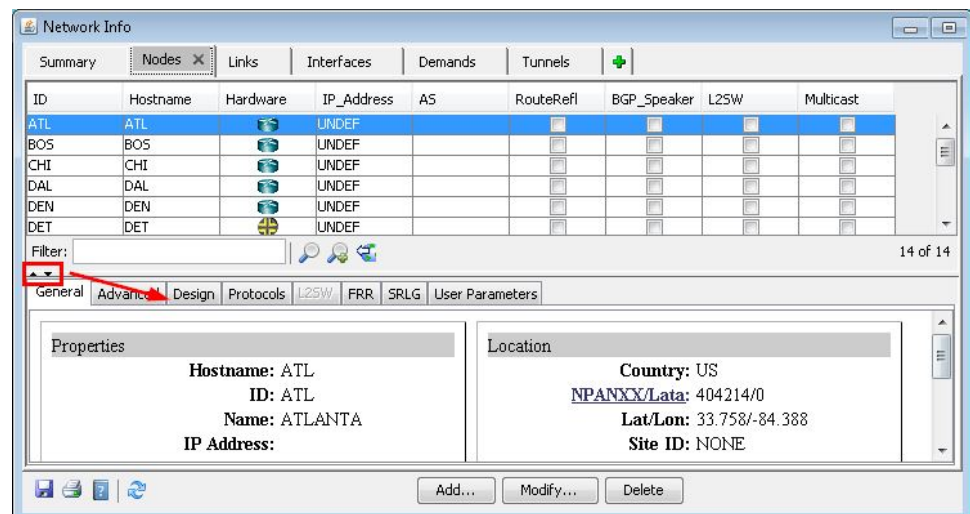 Network Info
Summary Nodes Links Interfaces Demands Tunnels
ID Hostname Hardware IP_Address AS RouteRefl BGP_Speaker L2SW Multicast
ATL ATL UNDEF
BOS BOS UNDEF
CHI CHI UNDEF
DAL DAL UNDEF
DEN DEN UNDEF
DET DET UNDEF
Filter: 14 of 14
General Advanced Design Protocols L2SW FRR SRLG User Parameters
Properties
Hostname: ATL
ID: ATL
Name: ATLANTA
IP Address:
Location
Country: US
NPANXX/Lata: 404214/0
Lat/Lon: 33.758/-84.388
Site ID: NONE
Add... Modify... Delete